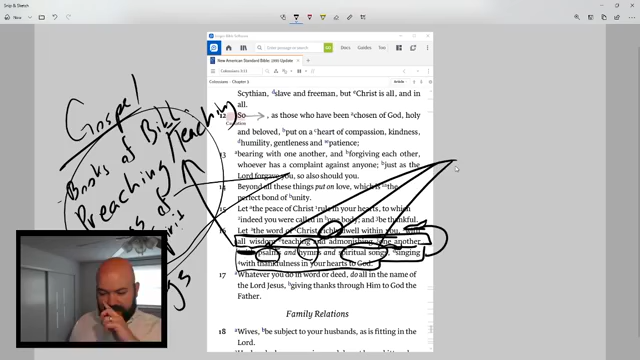 Snip & Sketch
New
New American Standard Bible: 1995 Update
Colossians Chapter 3
Scythian, slave and freeman, but Christ is all, and in
all.
12 So , as those who have been chosen of God, holy
and beloved, put on a heart of compassion, kindness,
humility, gentleness and patience;
13 bearing with one another, and forgiving each other,
whoever has a complaint against anyone; just as the
Lord forgave you, so also should you.
14 Beyond all these things put on love, which is the
perfect bond of unity.
15 Let the peace of Christ rule in your hearts, to which
indeed you were called in one body; and be thankful.
16 Let the word of Christ richly dwell within you, with
all wisdom teaching and admonishing one another
psalms and hymns and spiritual songs, singing
with thankfulness in your hearts to God.
17 Whatever you do in word or deed, do all in the name of
the Lord Jesus, giving thanks through Him to God the
Father.
Family Relations
18 Wives, be subject to your husbands, as is fitting in the
Lord.
Gospel
Books of Bible
Preaching/Teaching